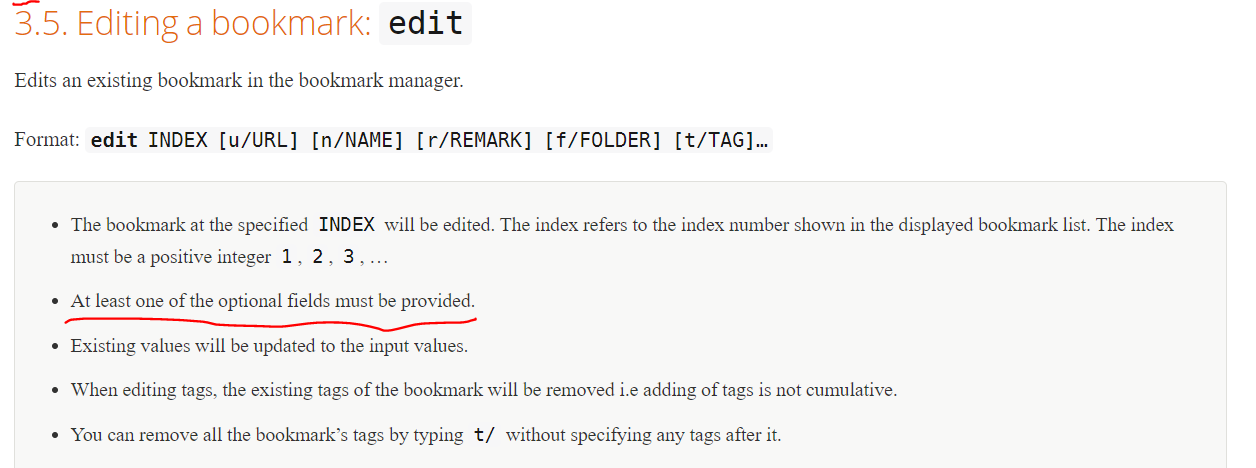 3.5. Editing a bookmark: edit
Edits an existing bookmark in the bookmark manager.
Format: edit INDEX [u/URL] [n/NAME] [r/REMARK] [f/FOLDER] [t/TAG]…
• The bookmark at the specified INDEX will be edited. The index refers to the index number shown in the displayed bookmark list. The index
must be a positive integer 1, 2, 3, …
• At least one of the optional fields must be provided.
• Existing values will be updated to the input values.
• When editing tags, the existing tags of the bookmark will be removed i.e adding of tags is not cumulative.
• You can remove all the bookmark’s tags by typing t/ without specifying any tags after it.